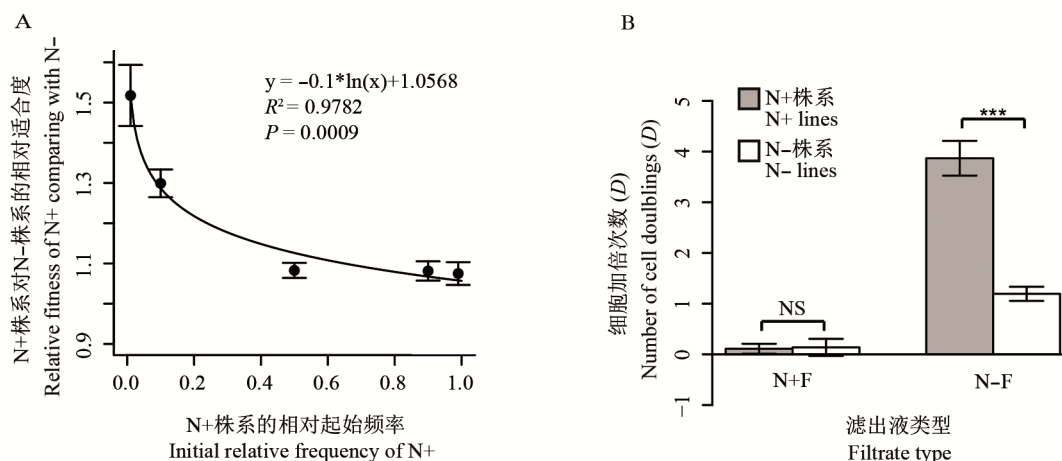 A
N+株系对N-株系的相对适合度
Relative fitness of N+ comparing with N-
y = -0.1*ln(x)+1.0568
R² = 0.9782
P = 0.0009
1.5
1.3
1.1
0.9
0.0 0.2 0.4 0.6 0.8 1.0
N+株系的相对起始频率
Initial relative frequency of N+
B
细胞加倍次数 (D)
Number of cell doulblings (D)
N+株系
N+ lines
N-株系
N- lines
5
4
3
2
1
0
-1
NS
***
N+F
N-F
滤出液类型
Filtrate type